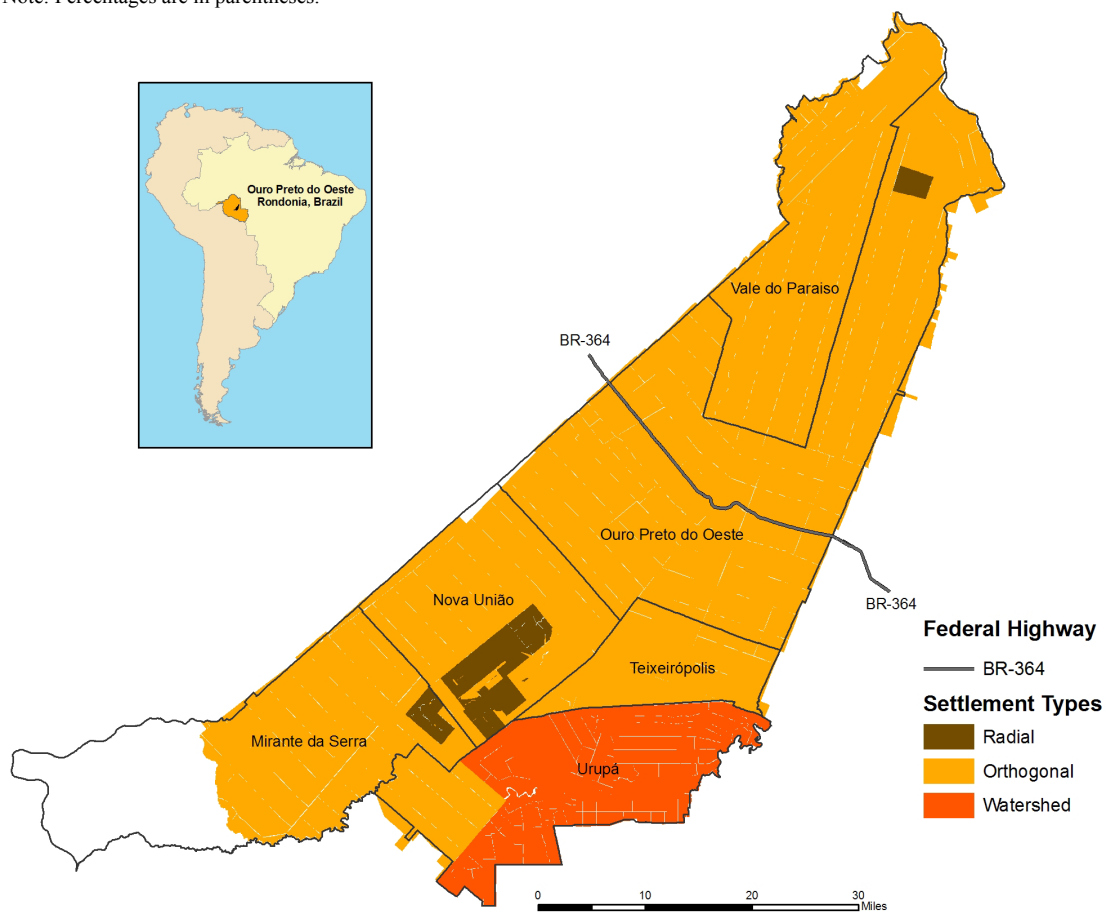 Note: Percentages are in parentheses.
Ouro Preto do Oeste
Rondonia, Brazil
Vale do Paraiso
BR-364
Ouro Preto do Oeste
Nova União
BR-364
Teixeirópolis
Mirante da Serra
Urupá
Federal Highway
BR-364
Settlement Types
Radial
Orthogonal
Watershed
0 10 20 30
Miles